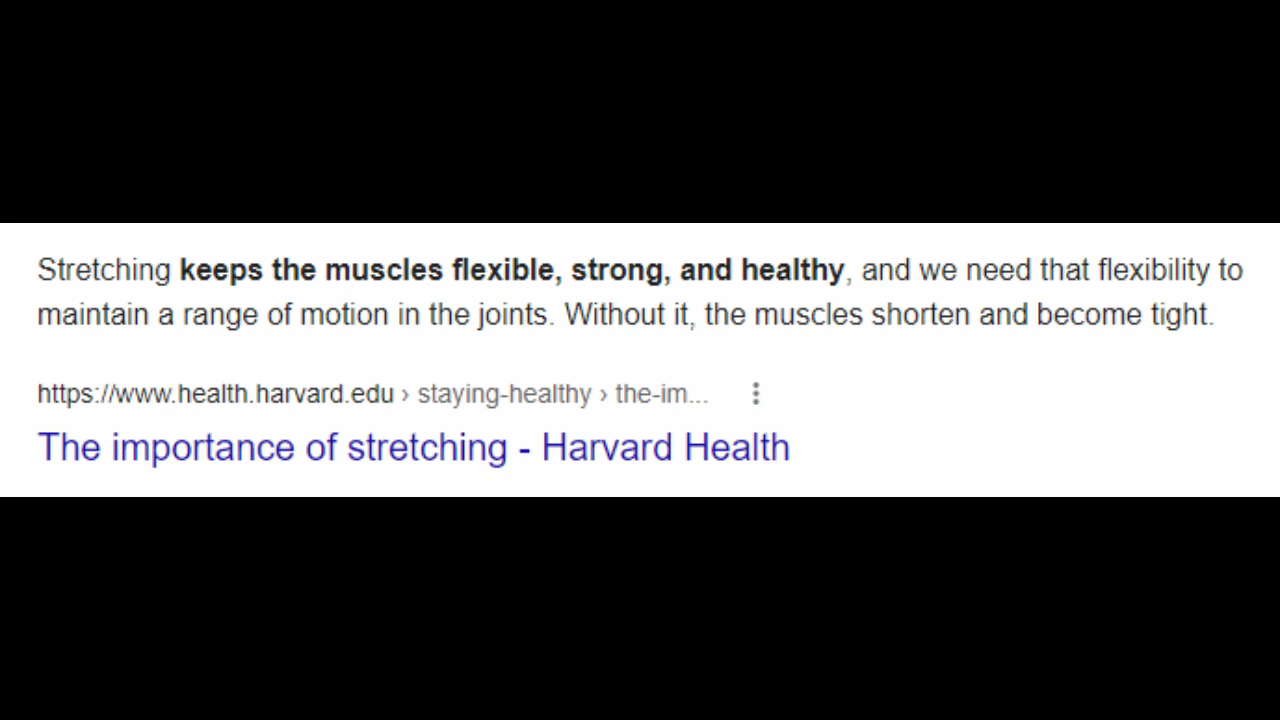 Stretching keeps the muscles flexible, strong, and healthy, and we need that flexibility to
maintain a range of motion in the joints. Without it, the muscles shorten and become tight.
https://www.health.harvard.edu › staying-healthy › the-im...
The importance of stretching - Harvard Health